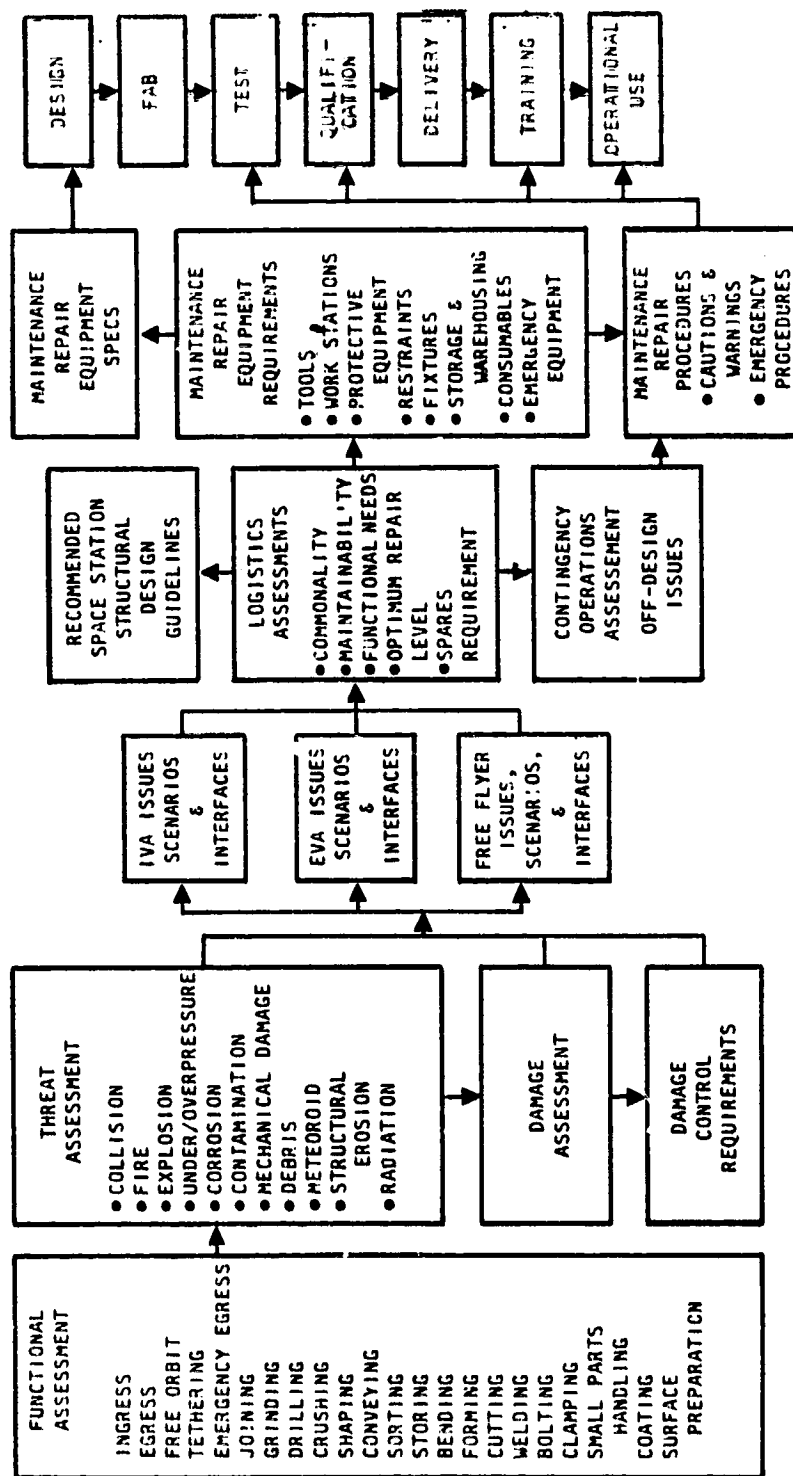 FUNCTIONAL
ASSESSMENT
INGRESS
EGRESS
FREE ORBIT
TETHERING
EMERGENCY EGRESS
JOINING
GRINDING
DRILLING
CRUSHING
SHAPING
CONVEYING
SORTING
STORING
BENDING
FORMING
CUTTING
WELDING
BOLTING
CLAMPING
SMALL PARTS
HANDLING
COATING
SURFACE
PREPARATION
THREAT
ASSESSMENT
● COLLISION
● FIRE
● EXPLOSION
● UNDER/OVERPRESSURE
● CORROSION
● CONTAMINATION
● MECHANICAL DAMAGE
● DEBRIS
● METEOROID
● STRUCTURAL
EROSION
● RADIATION
DAMAGE
ASSESSMENT
DAMAGE
CONTROL
REQUIREMENTS
IVA ISSUES
SCENARIOS
&
INTERFACES
EVA ISSUES
SCENARIOS
&
INTERFACES
FREE FLYER
ISSUES,
SCENARIOS,
&
INTERFACES
RECOMMENDED
SPACE STATION
STRUCTURAL
DESIGN
GUIDELINES
LOGISTICS
ASSESSMENTS
● COMMONALITY
● MAINTAINABIL'TY
● FUNCTIONAL NEEDS
● OPTIMUM REPAIR
LEVEL
● SPARES
REQUIREMENT
CONTINGENCY
OPERATIONS
ASSESSEMENT
OFF-DESIGN
ISSUES
MAINTENANCE
REPAIR
EQUIPMENT
SPECS
MAINTENANCE
REPAIR
EQUIPMENT
REQUIREMENTS
● TOOLS
● WORK STATIONS
● PROTECTIVE
EQUIPMENT
● RESTRAINTS
● FIXTURES
● STORAGE &
WAREHOUSING
● CONSUMABLES
● EMERGENCY
EQUIPMENT
MAINTENANCE
REPAIR
PROCEDURES
● CAUTIONS &
WARNINGS
● EMERGENCY
PROCEDURES
DESIGN
FAB
TEST
QUALIFI-
CATION
DELIVERY
TRAINING
OPERATIONAL
USE